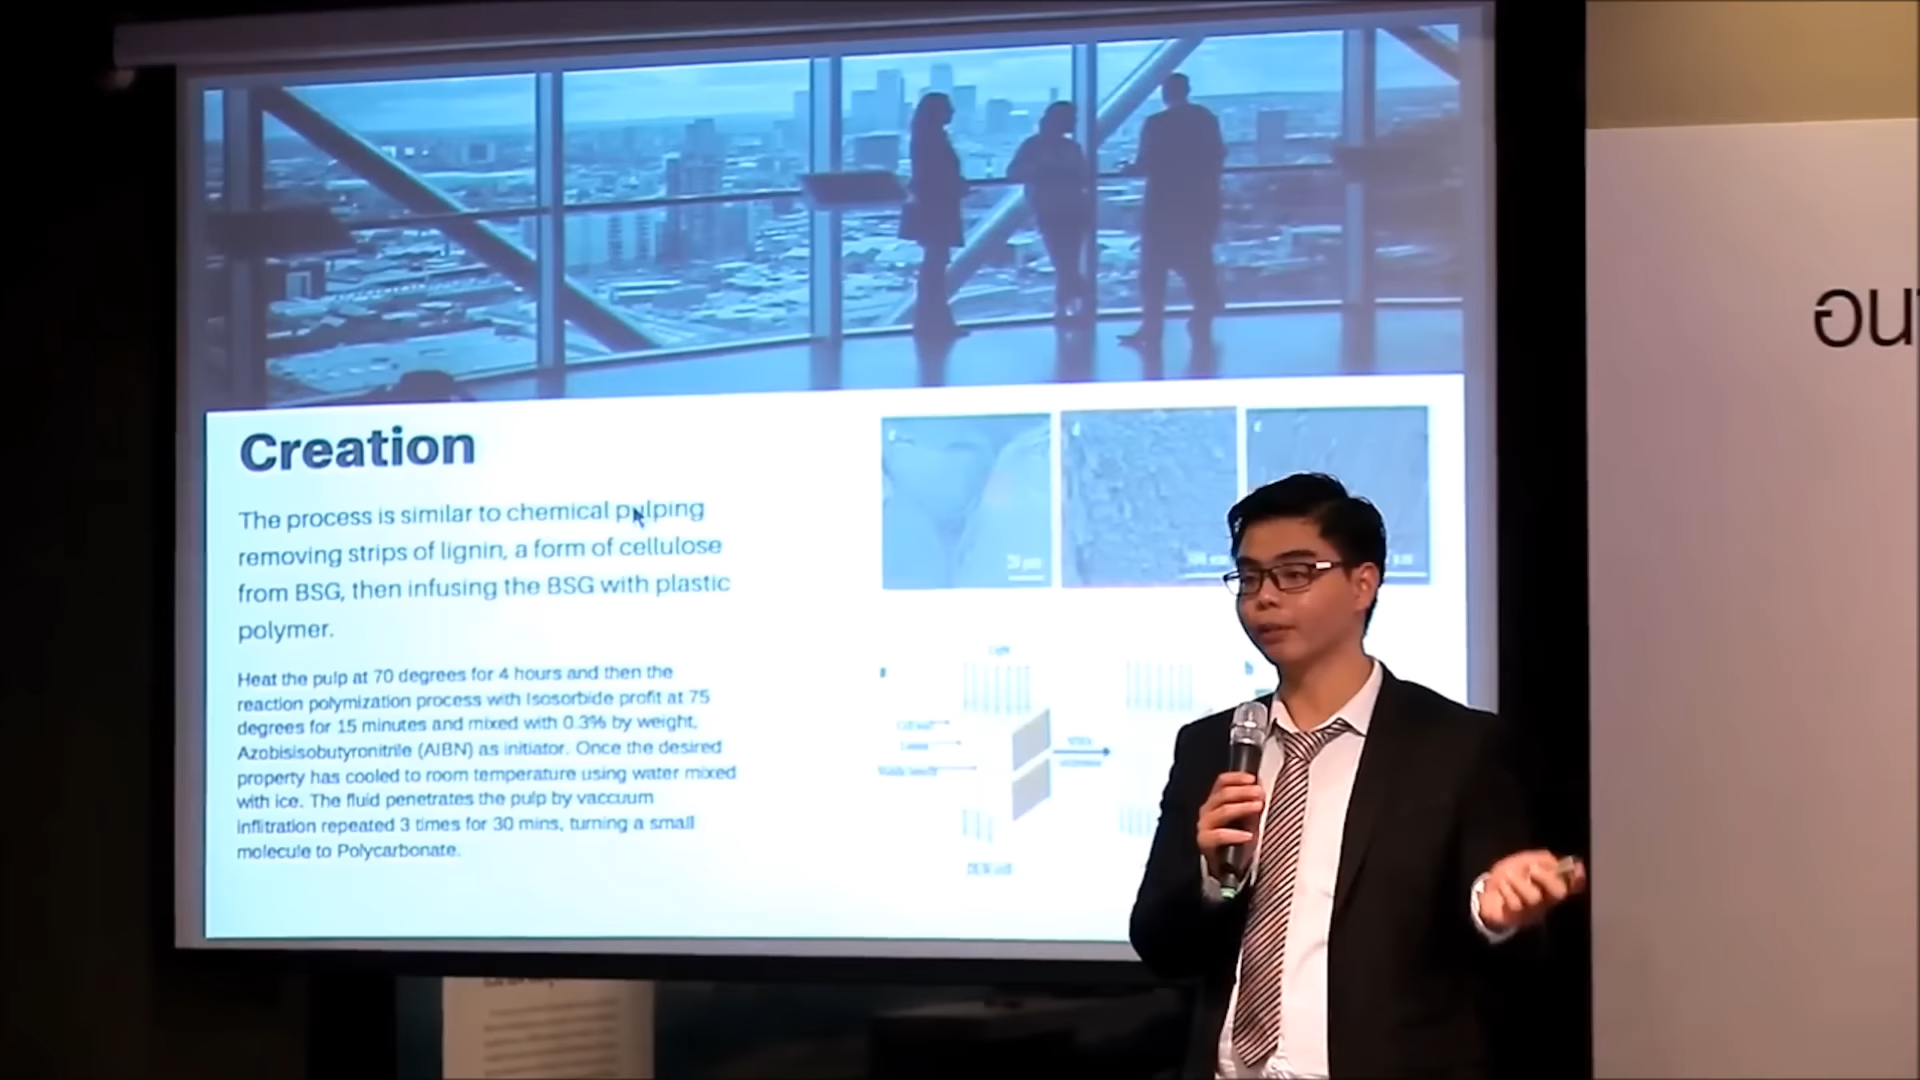 Creation
The process is similar to chemical pulping
removing strips of lignin, a form of cellulose
from BSG, then infusing the BSG with plastic
polymer.
Heat the pulp at 70 degrees for 4 hours and then the
reaction polymization process with Isosorbide profit at 75
degrees for 15 minutes and mixed with 0.3% by weight,
Azobisisobutyronitrile (AIBN) as initiator. Once the desired
property has cooled to room temperature using water mixed
with ice. The fluid penetrates the pulp by vaccuum
inflitration repeated 3 times for 30 mins, turning a small
molecule to Polycarbonate.
Light
อน